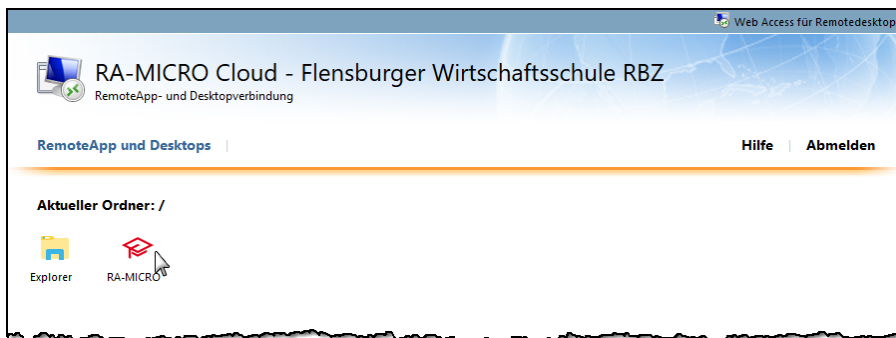 Web Access für Remotedesktop
RA-MICRO Cloud - Flensburger Wirtschaftsschule RBZ
RemoteApp- und Desktopverbindung
RemoteApp und Desktops
Hilfe | Abmelden
Aktueller Ordner: /
Explorer RA-MICRO